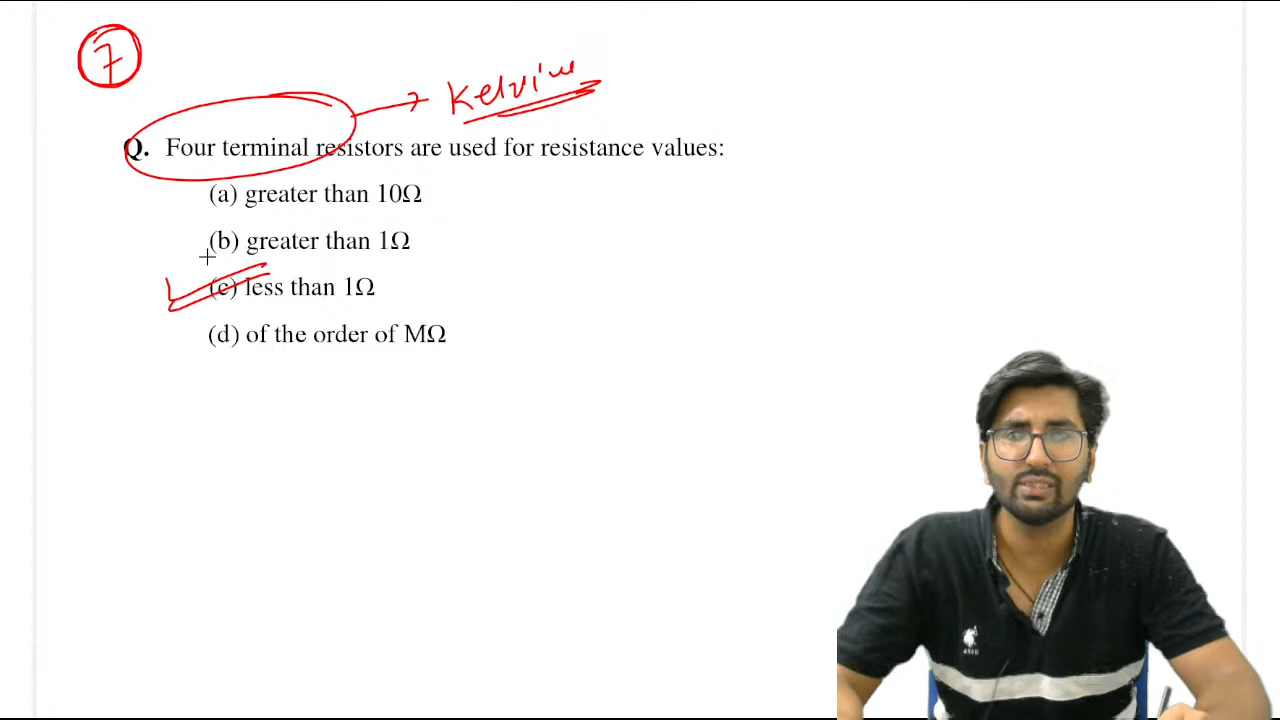 7
Kelvin
Q. Four terminal resistors are used for resistance values:
(a) greater than 10Ω
(b) greater than 1Ω
(c) less than 1Ω
(d) of the order of MΩ